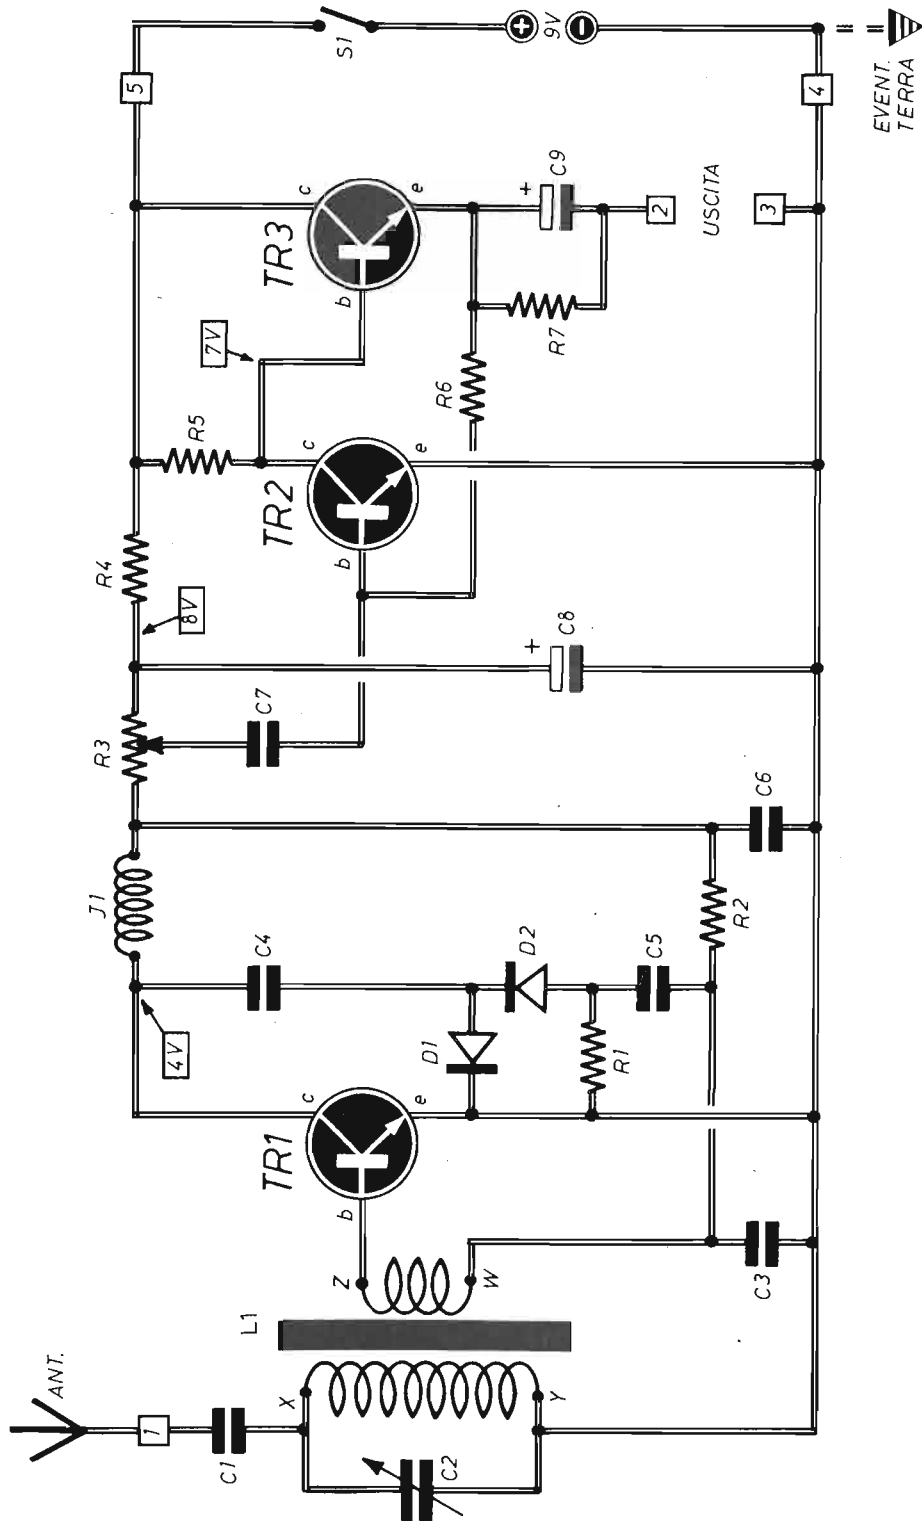 ANT.
1
C1
C2
X
Y
L1
Z
W
C3
TR1
b
c
e
4V
J1
C4
D1
D2
R1
C5
R2
C6
R3
C7
8V
R4
C8
+
TR2
b
c
e
R5
7V
R6
TR3
b
c
e
R7
C9
+
2
USCITA
3
5
S1
+
9V
−
4
EVENT.
TERRA